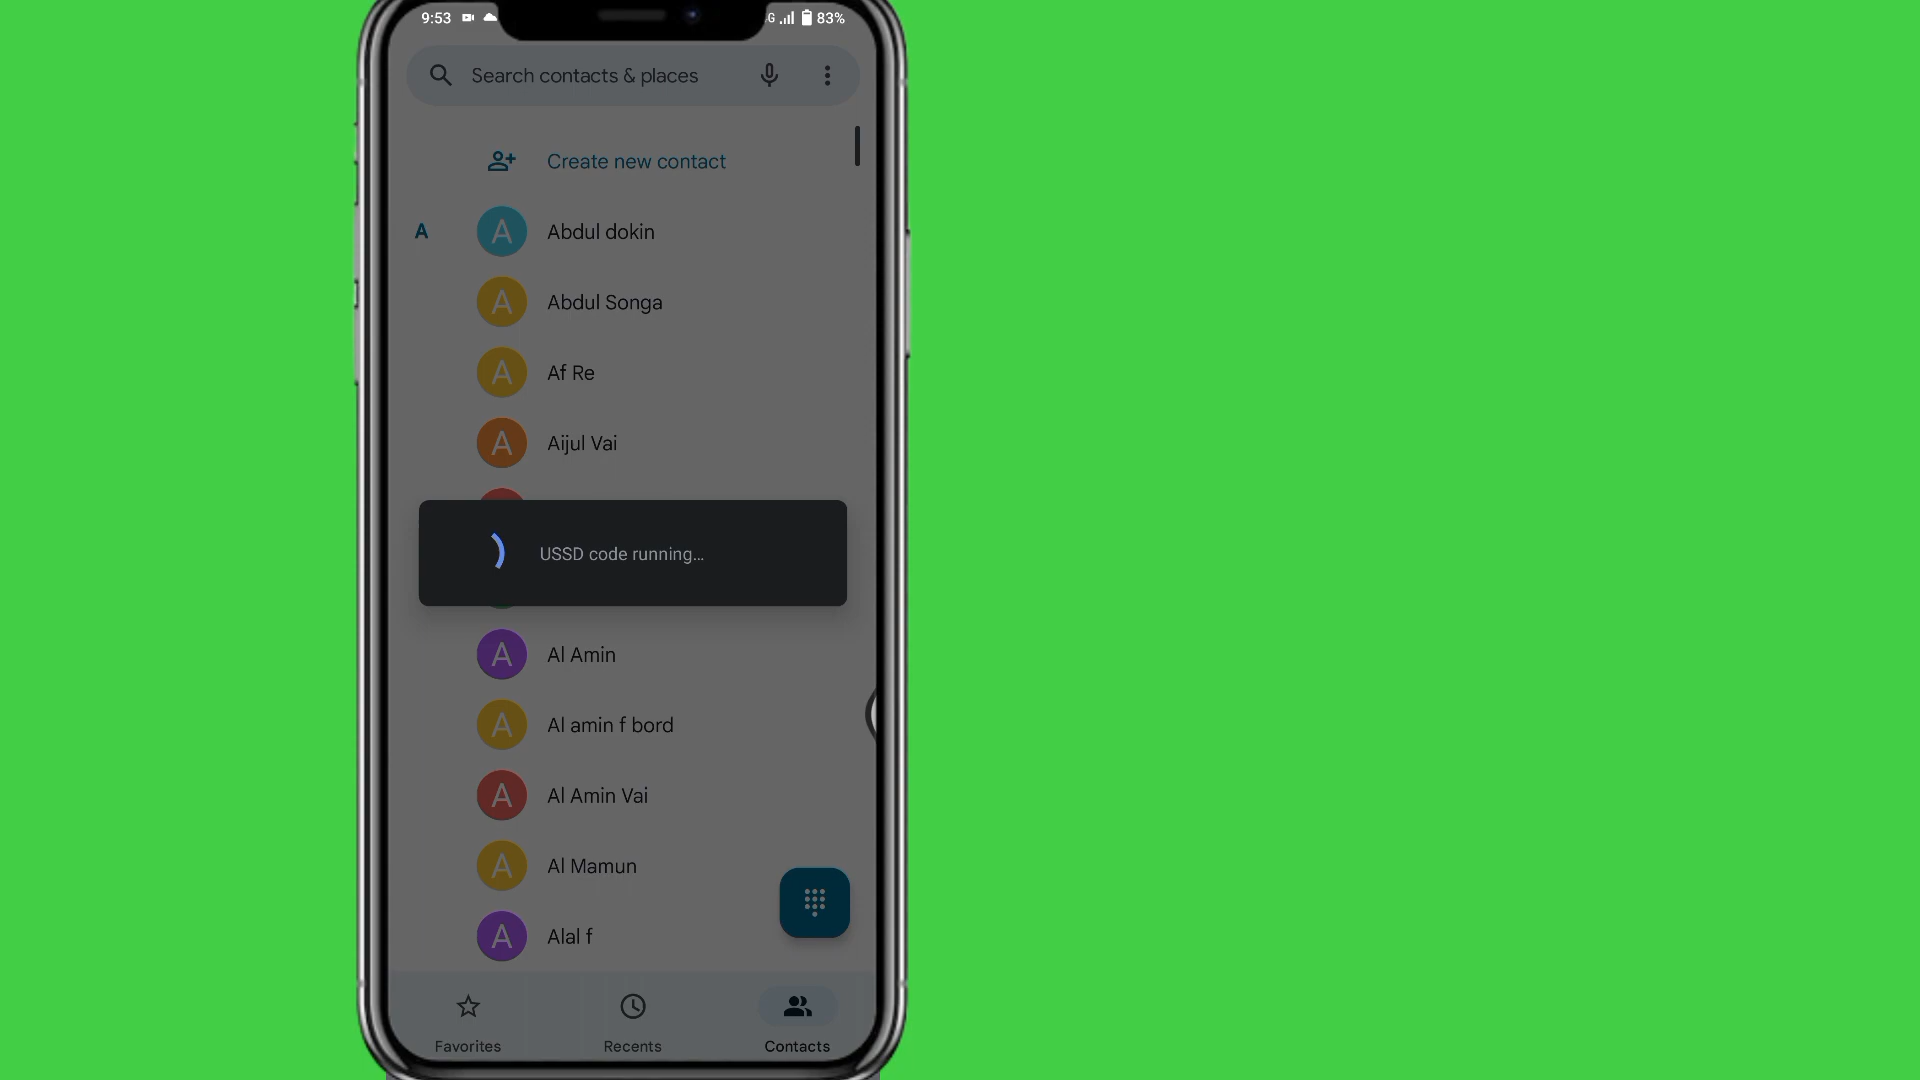 9:53
G 83%
Search contacts & places
Create new contact
A
A Abdul dokin
A Abdul Songa
A Af Re
A Aijul Vai
USSD code running...
A Al Amin
A Al amin f bord
A Al Amin Vai
A Al Mamun
A Alal f
Favorites Recents Contacts